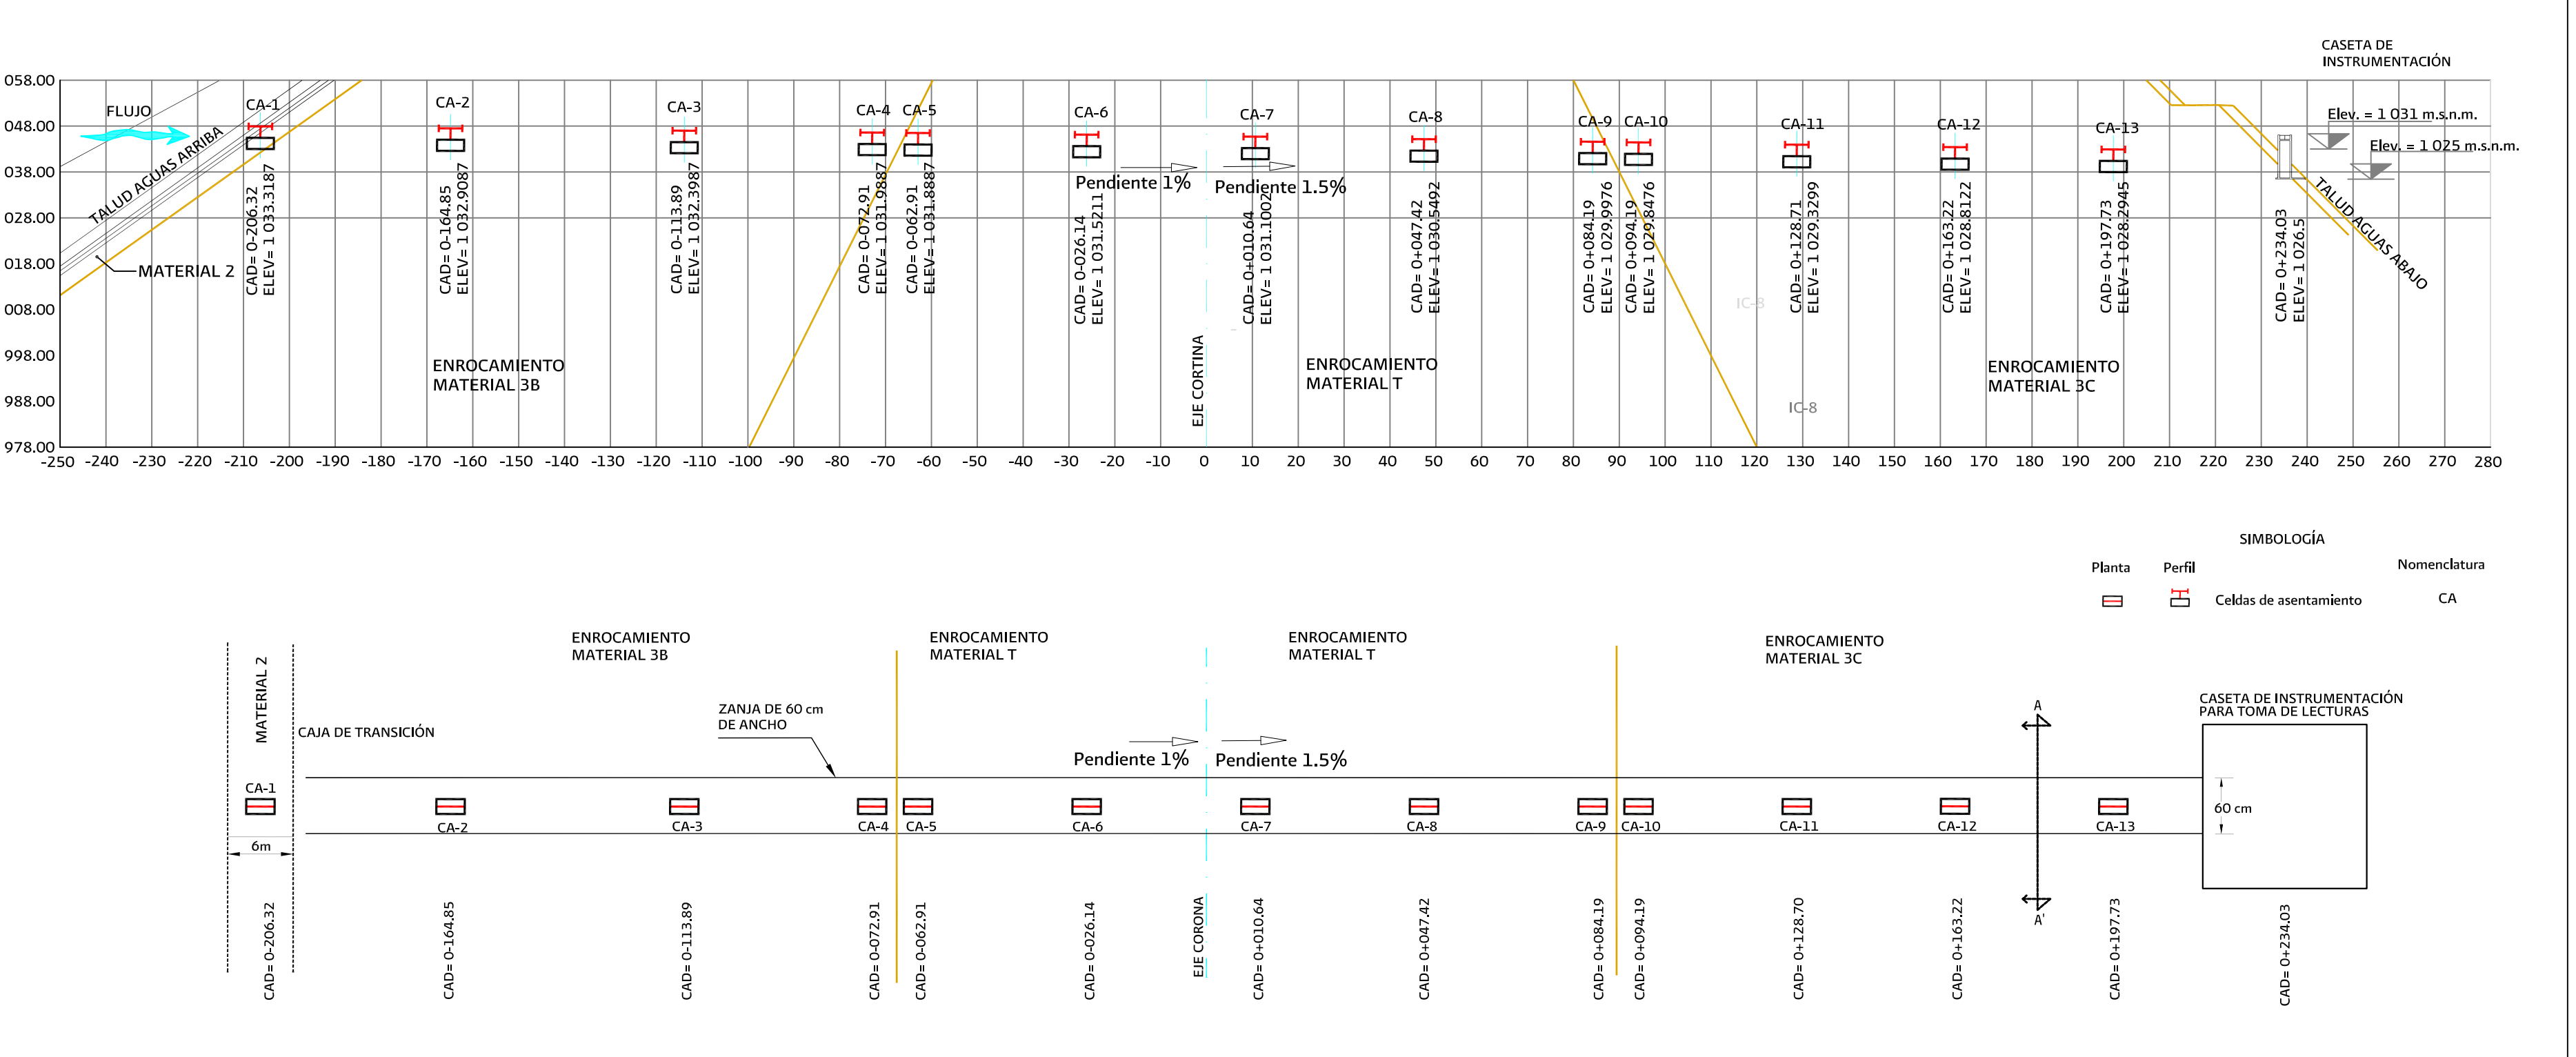 CASETA DE
INSTRUMENTACIÓN
058.00
048.00
038.00
028.00
018.00
008.00
998.00
988.00
978.00
FLUJO
TALUD AGUAS ARRIBA
MATERIAL 2
CA-1
CA-2
CA-3
CA-4
CA-5
CA-6
CA-7
CA-8
CA-9
CA-10
CA-11
CA-12
CA-13
Elev. = 1 031 m.s.n.m.
Elev. = 1 025 m.s.n.m.
TALUD AGUAS ABAJO
Pendiente 1%
Pendiente 1.5%
CAD= 0-206.32
ELEV= 1 033.3187
CAD= 0-164.85
ELEV= 1 032.9087
CAD= 0-113.89
ELEV= 1 032.3987
CAD= 0-072.91
ELEV= 1 031.9887
CAD= 0-062.91
ELEV= 1 031.8887
CAD= 0-026.14
ELEV= 1 031.5211
CAD= 0+010.64
ELEV= 1 031.1002
CAD= 0+047.42
ELEV= 1 030.5492
CAD= 0+084.19
ELEV= 1 029.9976
CAD= 0+094.19
ELEV= 1 029.8476
CAD= 0+128.71
ELEV= 1 029.3299
CAD= 0+163.22
ELEV= 1 028.8122
CAD= 0+197.73
ELEV= 1 028.2945
CAD= 0+234.03
ELEV= 1 026.5
IC-8
IC-8
ENROCAMIENTO
MATERIAL 3B
EJE CORTINA
ENROCAMIENTO
MATERIAL T
ENROCAMIENTO
MATERIAL 3C
-250 -240 -230 -220 -210 -200 -190 -180 -170 -160 -150 -140 -130 -120 -110 -100 -90 -80 -70 -60 -50 -40 -30 -20 -10 0 10 20 30 40 50 60 70 80 90 100 110 120 130 140 150 160 170 180 190 200 210 220 230 240 250 260 270 280
SIMBOLOGÍA
Planta Perfil Nomenclatura
Celdas de asentamiento CA
MATERIAL 2
ENROCAMIENTO
MATERIAL 3B
ENROCAMIENTO
MATERIAL T
ENROCAMIENTO
MATERIAL T
ENROCAMIENTO
MATERIAL 3C
CAJA DE TRANSICIÓN
ZANJA DE 60 cm
DE ANCHO
Pendiente 1%
Pendiente 1.5%
A
CASETA DE INSTRUMENTACIÓN
PARA TOMA DE LECTURAS
CA-1
CA-2
CA-3
CA-4
CA-5
CA-6
CA-7
CA-8
CA-9
CA-10
CA-11
CA-12
CA-13
60 cm
6m
A'
EJE CORONA
CAD= 0-206.32
CAD= 0-164.85
CAD= 0-113.89
CAD= 0-072.91
CAD= 0-062.91
CAD= 0-026.14
CAD= 0+010.64
CAD= 0+047.42
CAD= 0+084.19
CAD= 0+094.19
CAD= 0+128.70
CAD= 0+163.22
CAD= 0+197.73
CAD= 0+234.03